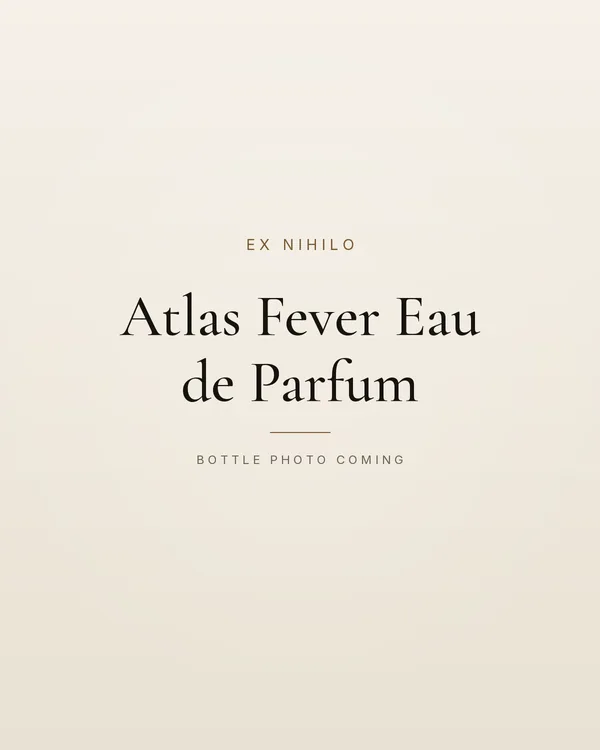 EX NIHILO
Atlas Fever Eau
de Parfum
BOTTLE PHOTO COMING